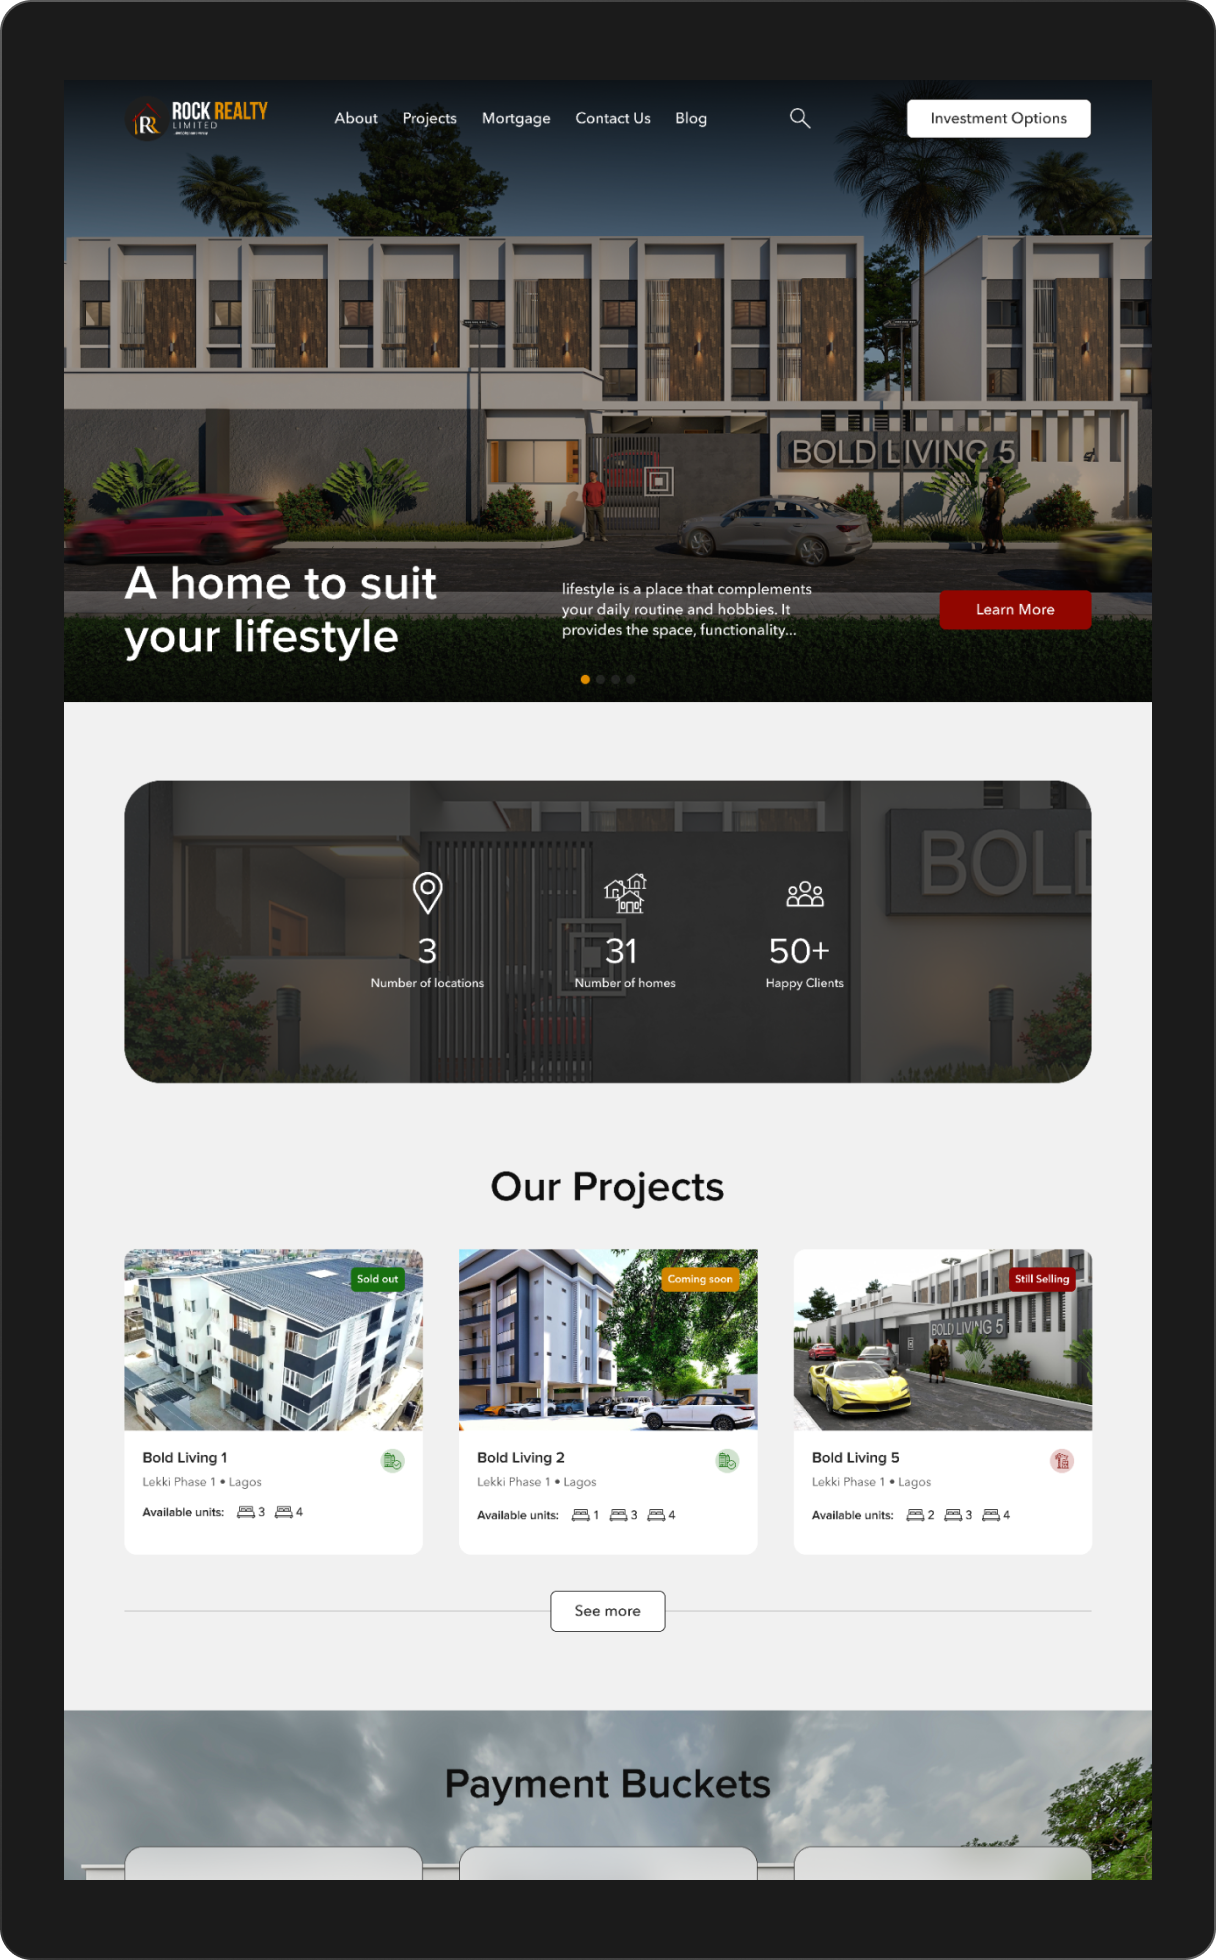 ROCK REALTY
LIMITED
About
Projects
Mortgage
Contact Us
Blog
Investment Options
BOLD LIVING 5
A home to suit
your lifestyle
lifestyle is a place that complements
your daily routine and hobbies. It
provides the space, functionality...
Learn More
BOLD
3
Number of locations
31
Number of homes
50+
Happy Clients
Our Projects
Sold out
Bold Living 1
Lekki Phase 1 • Lagos
Available units: 3 4
Coming soon
Bold Living 2
Lekki Phase 1 • Lagos
Available units: 1 3 4
Still Selling
BOLD LIVING 5
Bold Living 5
Lekki Phase 1 • Lagos
Available units: 2 3 4
See more
Payment Buckets